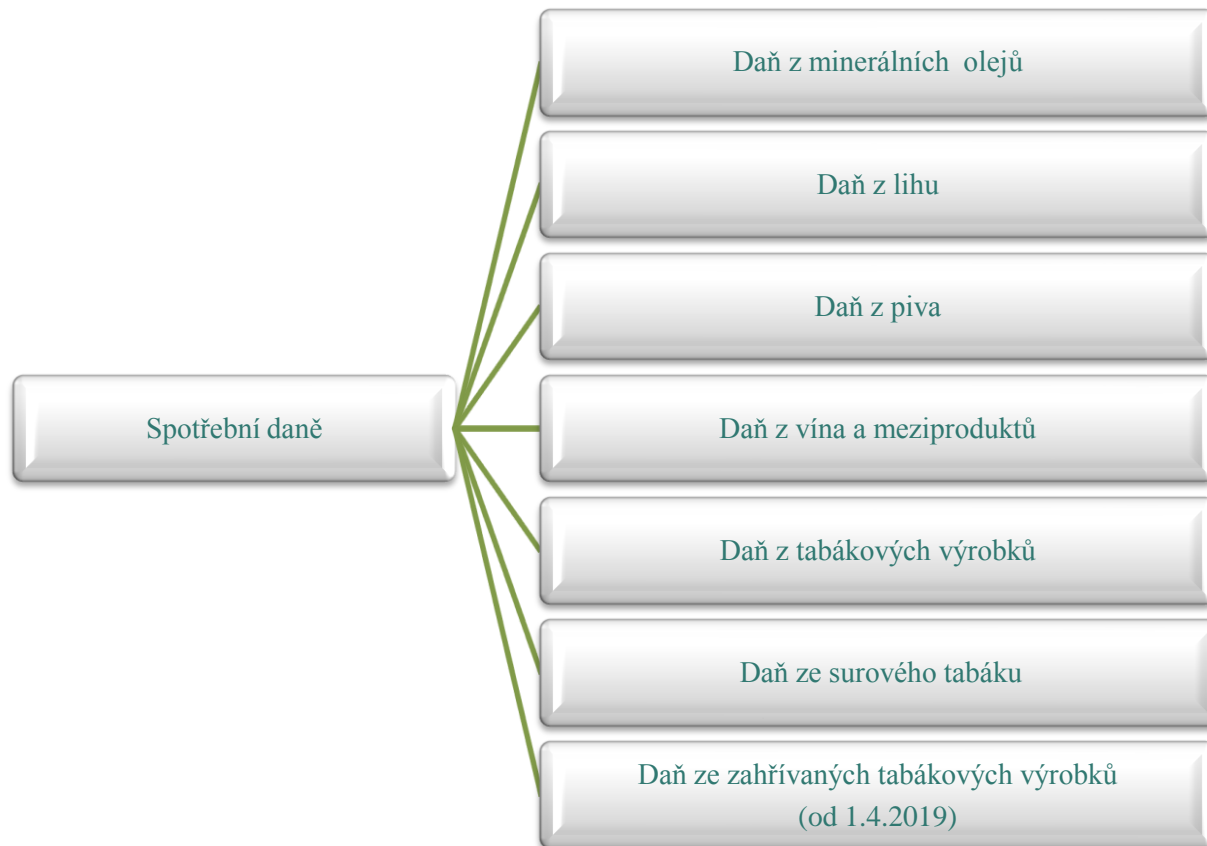 Daň z minerálních olejů
Daň z lihu
Daň z piva
Spotřební daně
Daň z vína a meziproduktů
Daň z tabákových výrobků
Daň ze surového tabáku
Daň ze zahřívaných tabákových výrobků
(od 1.4.2019)